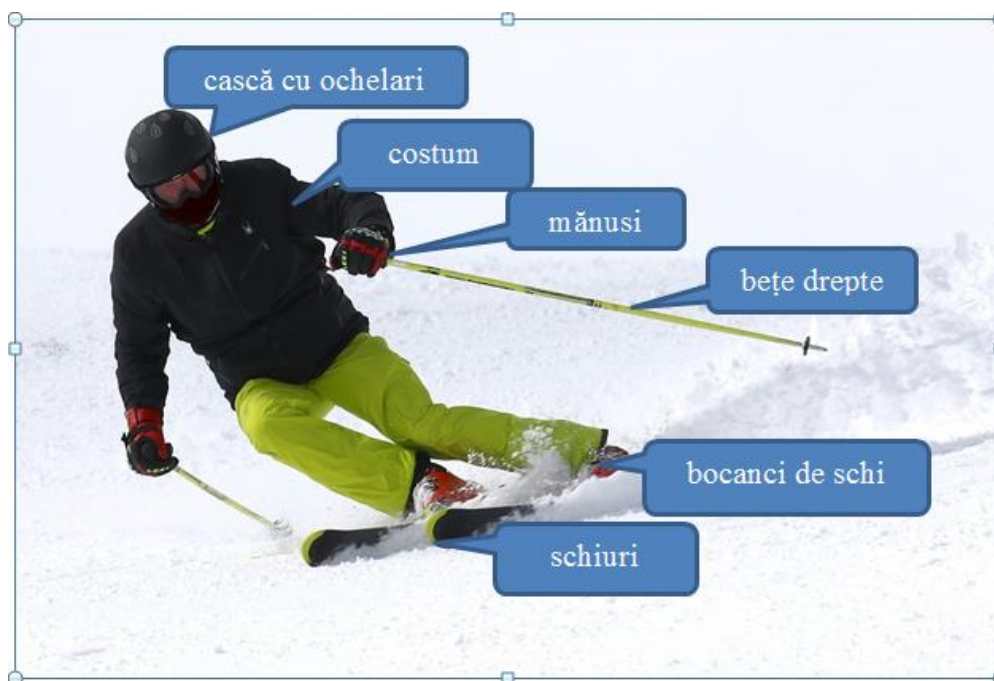 cască cu ochelari
costum
mănusi
bețe drepte
bocanci de schi
schiuri